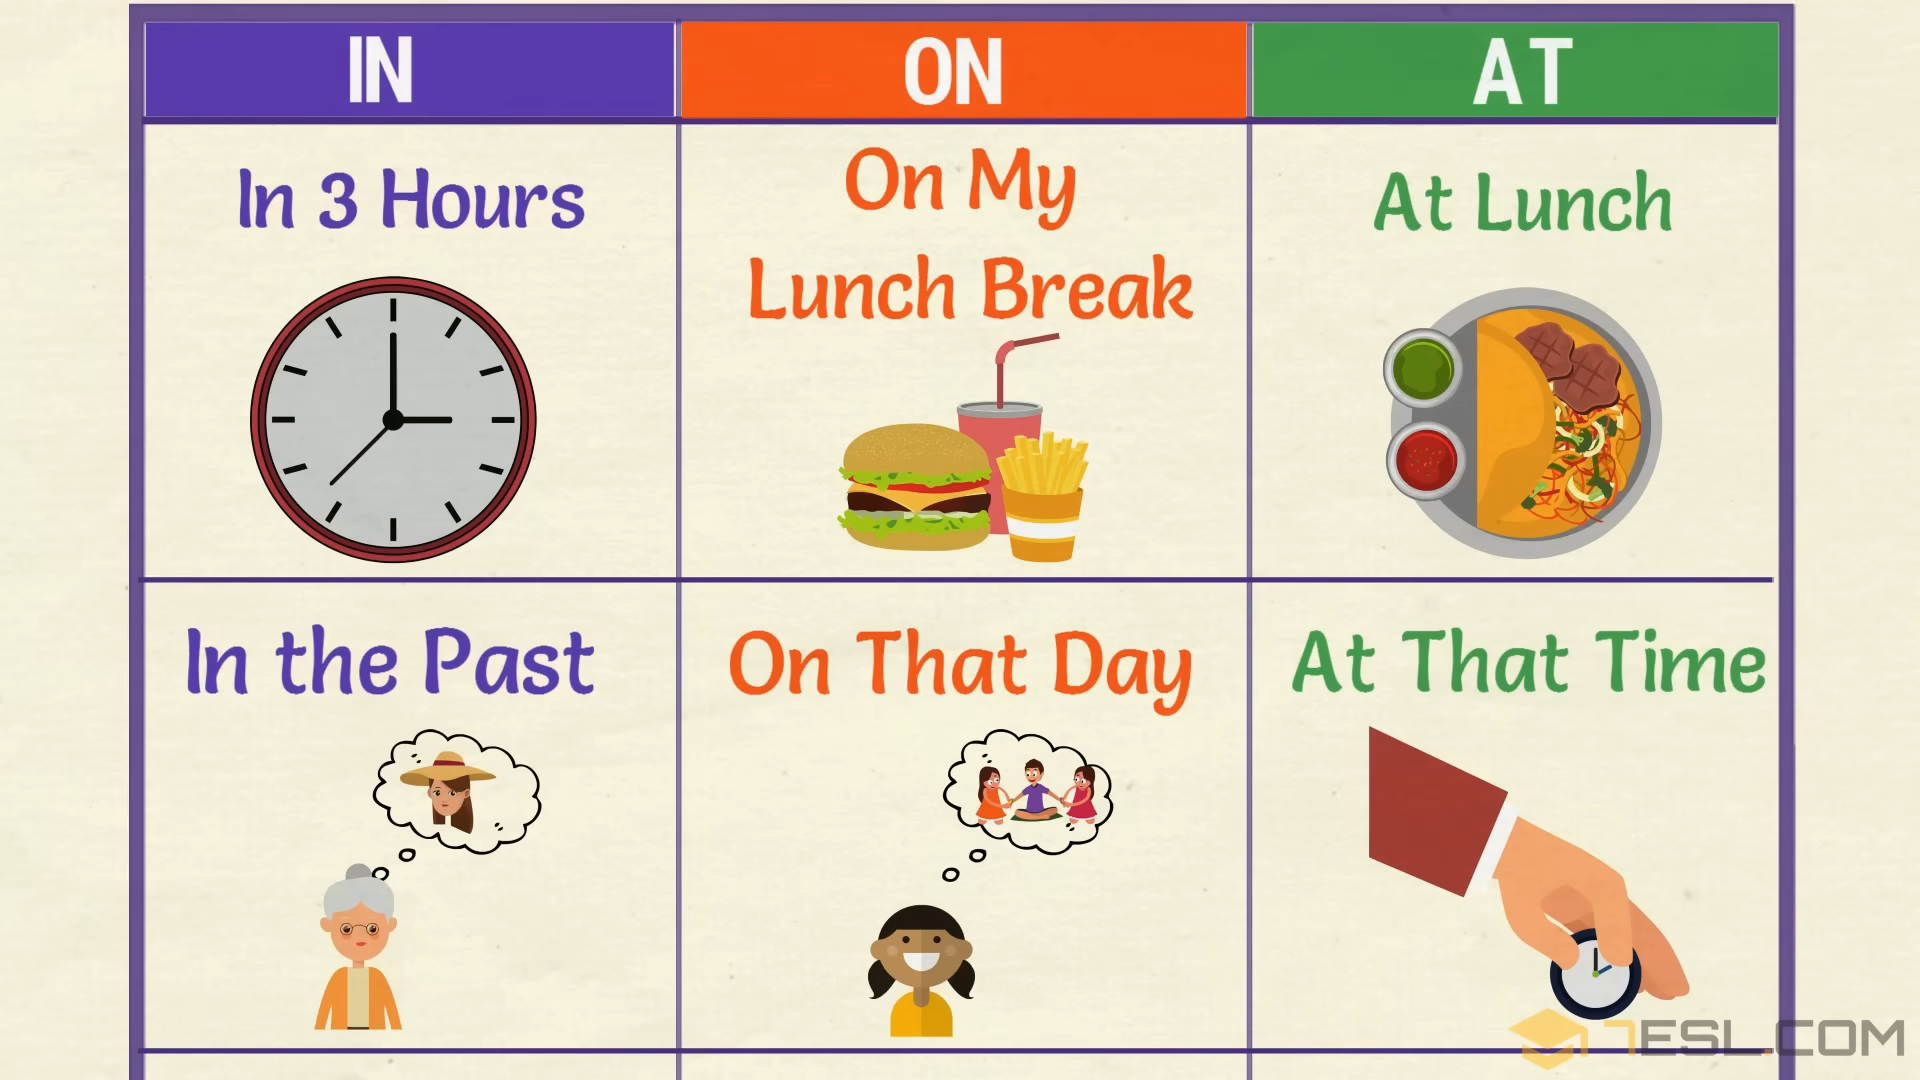 IN
ON
AT
In 3 Hours
On My
Lunch Break
At Lunch
In the Past
On That Day
At That Time
7ESL.COM